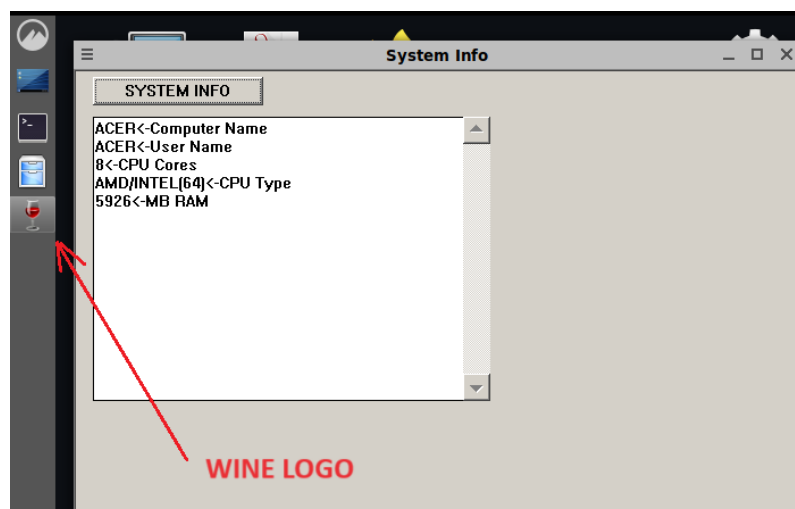 System Info
SYSTEM INFO
ACER<-Computer Name
ACER<-User Name
8<-CPU Cores
AMD/INTEL(64)<-CPU Type
5926<-MB RAM
WINE LOGO